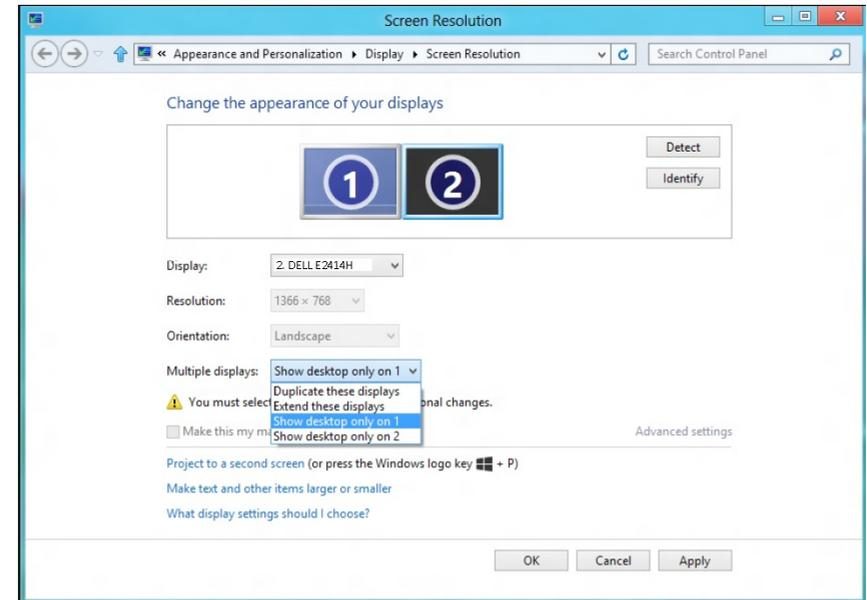 Screen Resolution
« Appearance and Personalization Display Screen Resolution
Search Control Panel
Change the appearance of your displays
1 2
Detect
Identify
Display: 2. DELL E2414H
Resolution: 1366 × 768
Orientation: Landscape
Multiple displays: Show desktop only on 1
Duplicate these displays
You must select onal changes.
Extend these displays
Show desktop only on 1
Make this my ma Advanced settings
Show desktop only on 2
Project to a second screen (or press the Windows logo key + P)
Make text and other items larger or smaller
What display settings should I choose?
OK Cancel Apply